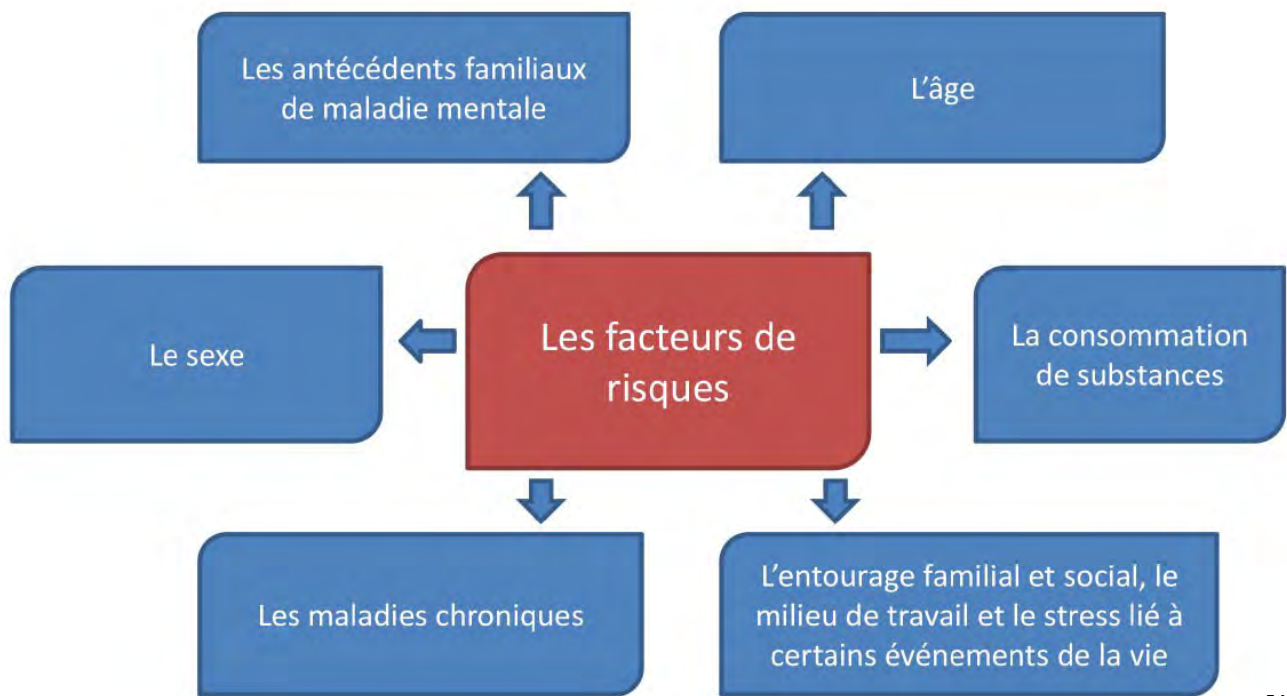 Les antécédents familiaux
de maladie mentale
L'âge
Le sexe
Les facteurs de
risques
La consommation
de substances
Les maladies chroniques
L'entourage familial et social, le
milieu de travail et le stress lié à
certains événements de la vie